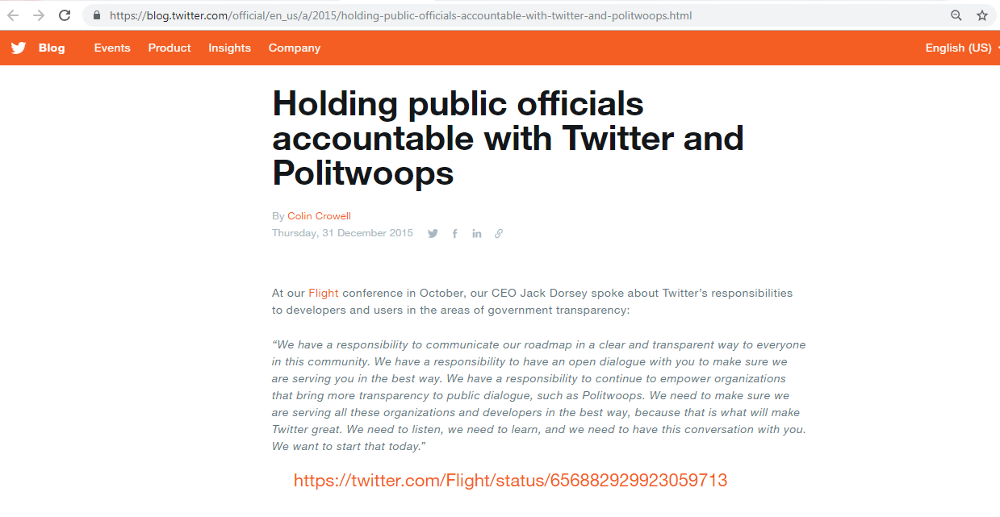 https://blog.twitter.com/official/en_us/a/2015/holding-public-officials-accountable-with-twitter-and-politwoops.html
Blog Events Product Insights Company English (US)
Holding public officials
accountable with Twitter and
Politwoops
By Colin Crowell
Thursday, 31 December 2015
At our Flight conference in October, our CEO Jack Dorsey spoke about Twitter’s responsibilities
to developers and users in the areas of government transparency:
“We have a responsibility to communicate our roadmap in a clear and transparent way to everyone
in this community. We have a responsibility to have an open dialogue with you to make sure we
are serving you in the best way. We have a responsibility to continue to empower organizations
that bring more transparency to public dialogue, such as Politwoops. We need to make sure we
are serving all these organizations and developers in the best way, because that is what will make
Twitter great. We need to listen, we need to learn, and we need to have this conversation with you.
We want to start that today.”
https://twitter.com/Flight/status/656882929923059713